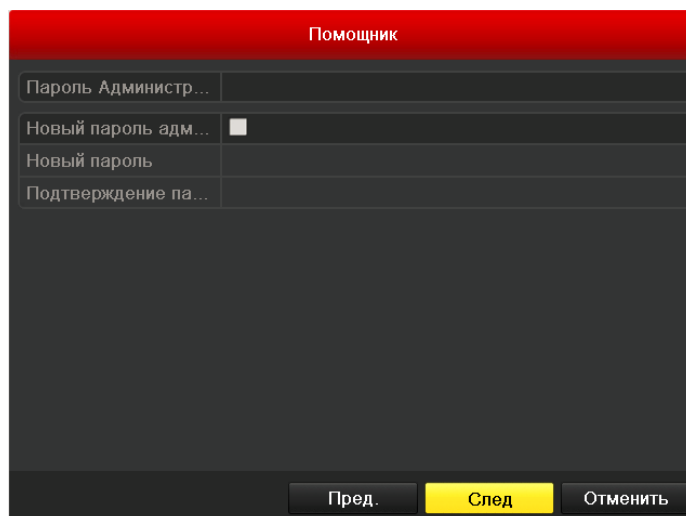 Помощник
Пароль Администр...
Новый пароль адм...
Новый пароль
Подтверждение па...
Пред. След Отменить